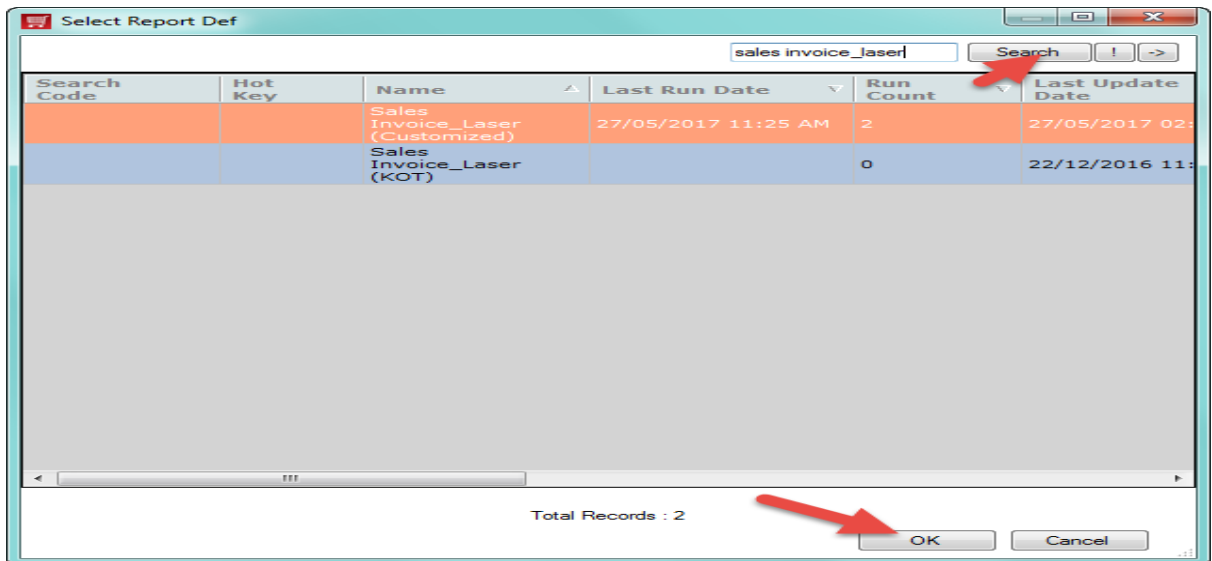 Select Report Def
sales invoice_laser Search ! ->
Search Code Hot Key Name Last Run Date Run Count Last Update Date
Sales
Invoice_Laser
(Customized) 27/05/2017 11:25 AM 2 27/05/2017 02:
Sales
Invoice_Laser
(KOT) 0 22/12/2016 11:
Total Records : 2
OK Cancel